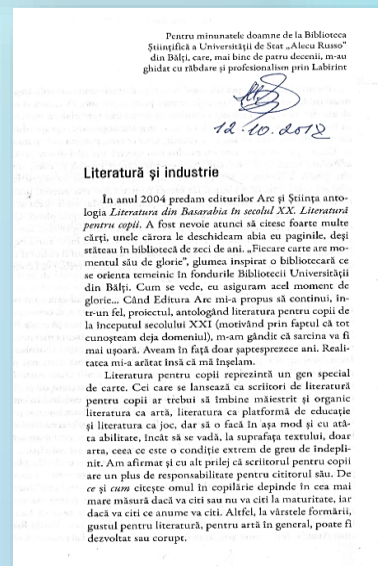 Pentru minunatele doamne de la Biblioteca
Științifică a Universității de Stat „Alecu Russo”
din Bălți, care, mai bine de patru decenii, m-au
ghidat cu răbdare și profesionalism prin Labirint
12.10.2018
Literatură și industrie
În anul 2004 predam editurilor Arc și Știința anto-
logia Literatura din Basarabia în secolul XX. Literatură
pentru copii. A fost nevoie atunci să citesc foarte multe
cărți, unele cărora le deschideam abia eu paginile, deși
stăteau în bibliotecă de zeci de ani. „Fiecare carte are mo-
mentul său de glorie”, glumea inspirat o bibliotecară ce
se orienta temeinic în fondurile Bibliotecii Universității
din Bălți. Cum se vede, eu asiguram acel moment de
glorie... Când Editura Arc mi-a propus să continui, în-
tr-un fel, proiectul, antologând literatura pentru copii de
la începutul secolului XXI (motivând prin faptul că tot
cunoșteam deja domeniul), m-am gândit că sarcina va fi
mai ușoară. Aveam în față doar șaptesprezece ani. Reali-
tatea mi-a arătat însă că mă înșelam.
Literatura pentru copii reprezintă un gen special
de carte. Cei care se lansează ca scriitori de literatură
pentru copii ar trebui să îmbine măiestrit și organic
literatura ca artă, literatura ca platformă de educație
și literatura ca joc, dar să o facă în așa mod și cu atâ-
ta abilitate, încât să se vadă, la suprafața textului, doar
arta, ceea ce este o condiție extrem de greu de îndepli-
nit. Am afirmat și cu alt prilej că scriitorul pentru copii
are un plus de responsabilitate pentru cititorul său. De
ce și cum citește omul în copilărie depinde în cea mai
mare măsură dacă va citi sau nu va citi la maturitate, iar
dacă va citi ce anume va citi. Altfel, la vârstele formării,
gustul pentru literatură, pentru artă în general, poate fi
dezvoltat sau corupt.